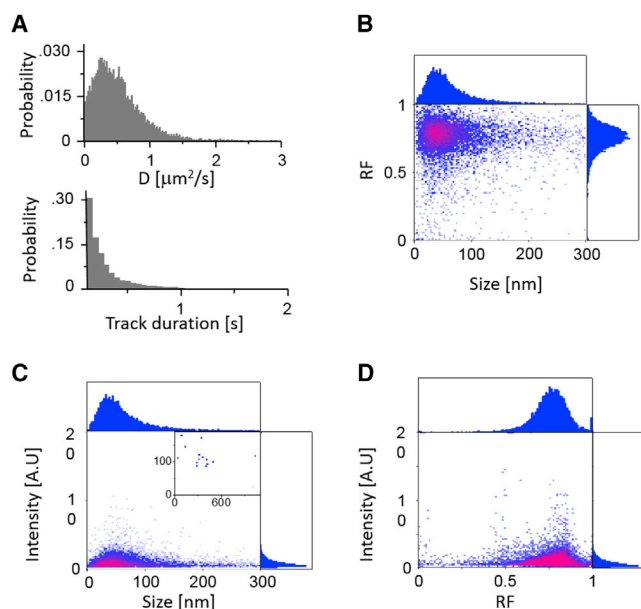 A
Probability
.030
.015
0
0 1 2 3
D [μm²/s]
Probability
.30
.15
0
1 2
Track duration [s]
B
RF
1
0.5
0
0 100 200 300
Size [nm]
C
Intensity [A.U]
2
0
1
0
0
100
0
0 600
0 100 200 300
Size [nm]
D
Intensity [A.U]
2
0
1
0
0
0 0.5 1
RF